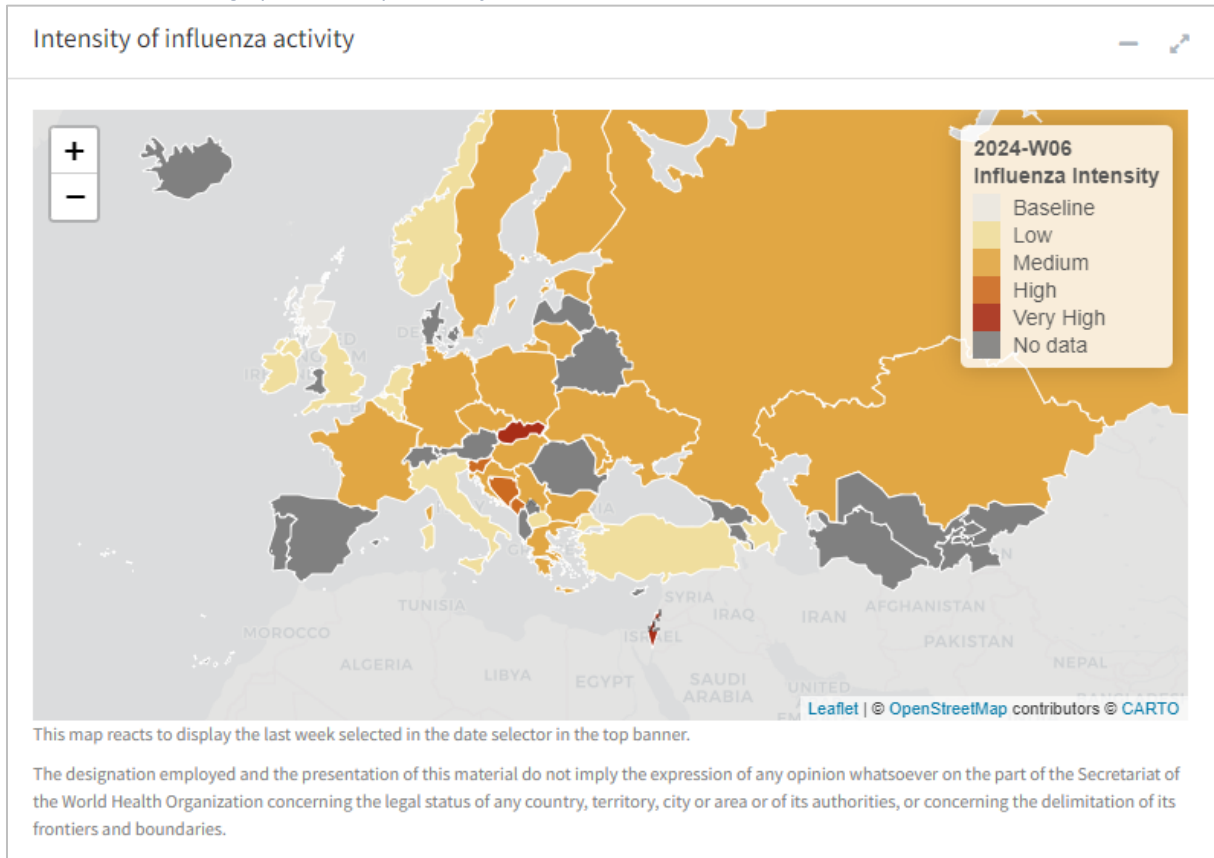 Intensity of influenza activity
+
−
2024-W06
Influenza Intensity
Baseline
Low
Medium
High
Very High
No data
TUNISIA
MOROCCO
ALGERIA
LIBYA
EGYPT
SYRIA
IRAQ
ISRAEL
IRAN
AFGHANISTAN
PAKISTAN
NEPAL
SAUDI
ARABIA
UNITED
Leaflet | © OpenStreetMap contributors © CARTO
This map reacts to display the last week selected in the date selector in the top banner.
The designation employed and the presentation of this material do not imply the expression of any opinion whatsoever on the part of the Secretariat of
the World Health Organization concerning the legal status of any country, territory, city or area or of its authorities, or concerning the delimitation of its
frontiers and boundaries.